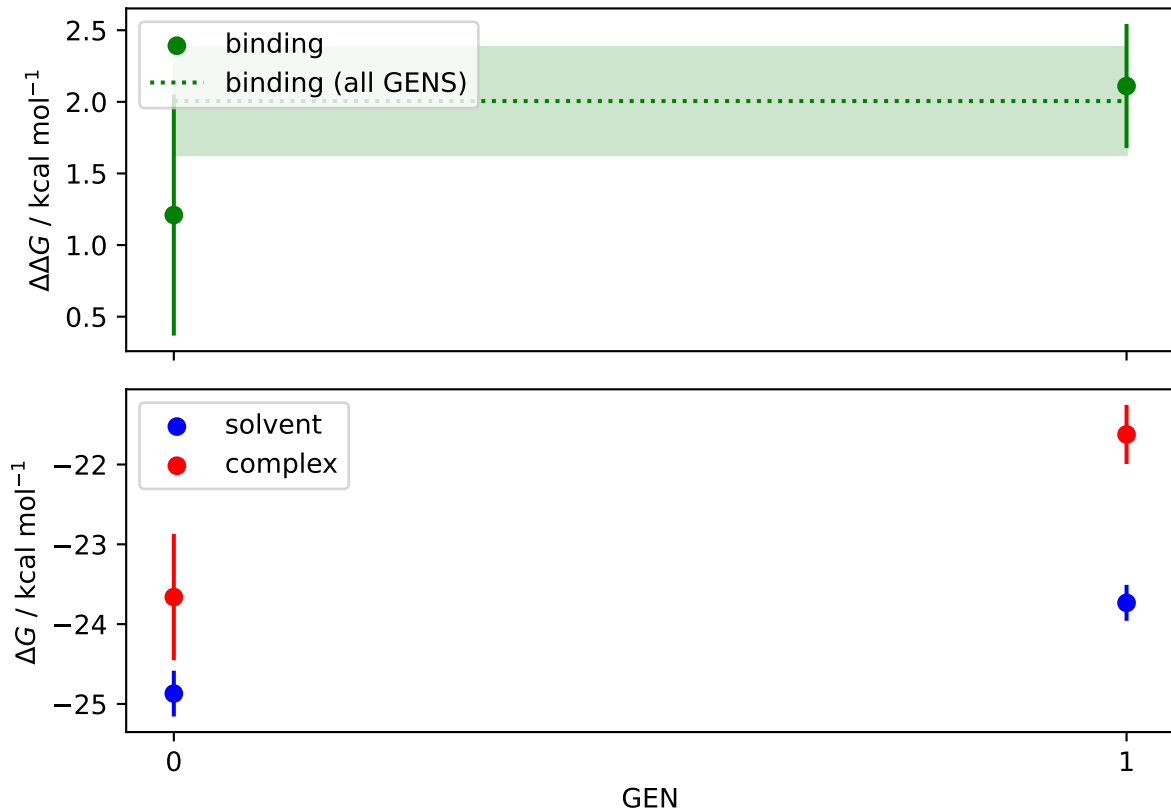 2.5
2.0
1.5
1.0
0.5
ΔΔG / kcal mol⁻¹
binding
binding (all GENS)
−22
−23
−24
−25
ΔG / kcal mol⁻¹
solvent
complex
0
1
GEN